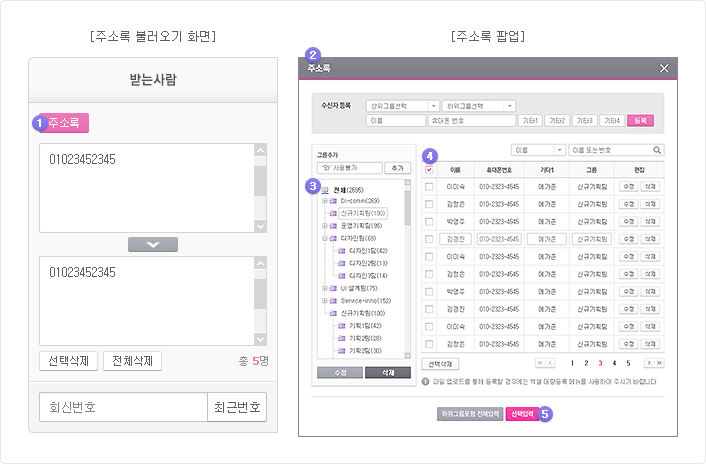 [주소록 불러오기 화면]
[주소록 팝업]
받는사람
1 주소록
01023452345
01023452345
선택삭제 전체삭제 총 5명
회신번호 최근번호
2
주소록
수신자 등록 상위그룹선택 하위그룹선택
이름 휴대폰 번호 기타1 기타2 기타3 기타4 등록
그룹추가
'와' 사용불가 추가
3 전체(2695)
Di-comm(269)
신규기획팀(100)
운영기획팀(95)
디자인팀(69)
디자인1팀(42)
디자인2팀(13)
디자인3팀(14)
UI 설계팀(75)
Service-inno(152)
신규기획팀(100)
기획1팀(42)
기획2팀(28)
기획2팀(30)
수정 삭제
4 이름 이름 또는 번호
이름 휴대폰번호 기타1 그룹 편집
이미숙 010-2323-4545 에가존 신규기획팀 수정 삭제
김정은 010-2323-4545 에가존 신규기획팀 수정 삭제
박영주 010-2323-4545 에가존 신규기획팀 수정 삭제
김경진 010-2323-4545 에가존 신규기획팀 수정 삭제
이미숙 010-2323-4545 에가존 신규기획팀 수정 삭제
김정은 010-2323-4545 에가존 신규기획팀 수정 삭제
박영주 010-2323-4545 에가존 신규기획팀 수정 삭제
김경진 010-2323-4545 에가존 신규기획팀 수정 삭제
이미숙 010-2323-4545 에가존 신규기획팀 수정 삭제
김정은 010-2323-4545 에가존 신규기획팀 수정 삭제
선택삭제 1 2 3 4 5
파일 업로드를 통해 등록할 경우에는 엑셀 대량등록 메뉴를 사용하여 주시기 바랍니다
하위그룹포함 전체입력 선택입력 5